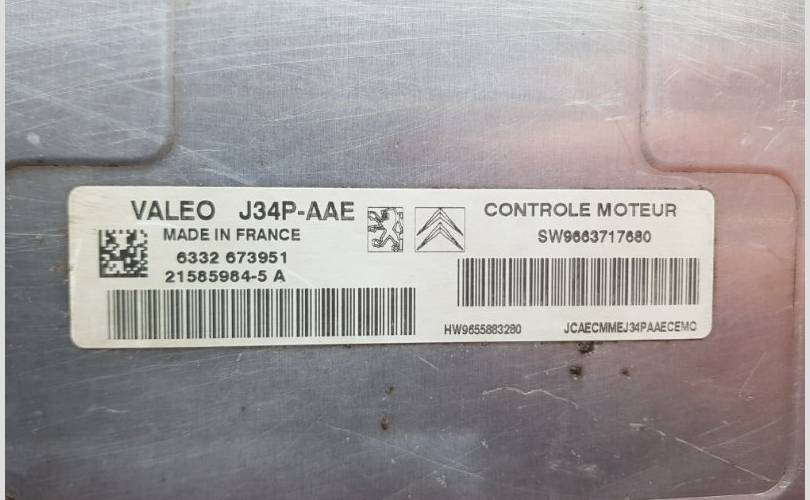 VALEO J34P-AAE
MADE IN FRANCE
6332 673951
21585984-5 A
CONTROLE MOTEUR
SW9663717680
HW9655883280
JCAECMMEJ34PAAECEMO